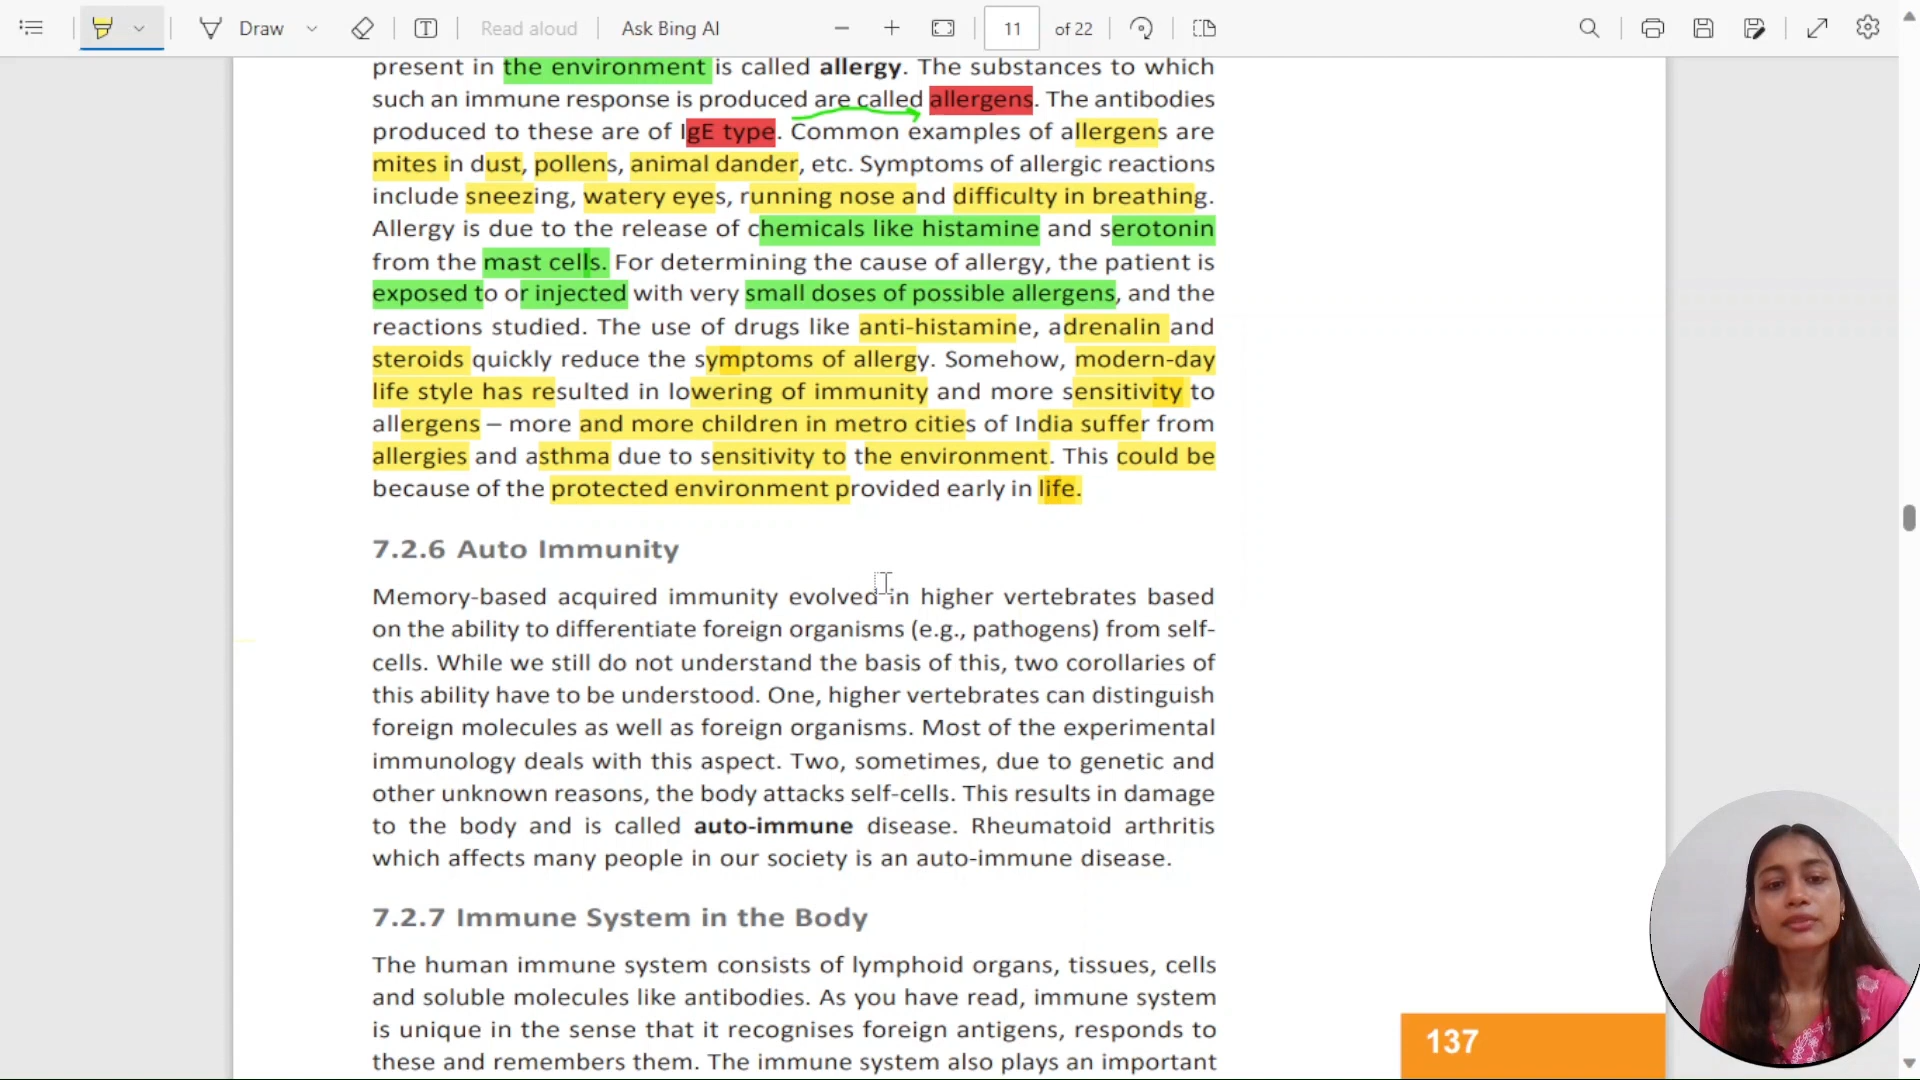 Draw
Read aloud
Ask Bing AI
11 of 22
present in the environment is called allergy. The substances to which
such an immune response is produced are called allergens. The antibodies
produced to these are of IgE type. Common examples of allergens are
mites in dust, pollens, animal dander, etc. Symptoms of allergic reactions
include sneezing, watery eyes, running nose and difficulty in breathing.
Allergy is due to the release of chemicals like histamine and serotonin
from the mast cells. For determining the cause of allergy, the patient is
exposed to or injected with very small doses of possible allergens, and the
reactions studied. The use of drugs like anti-histamine, adrenalin and
steroids quickly reduce the symptoms of allergy. Somehow, modern-day
life style has resulted in lowering of immunity and more sensitivity to
allergens – more and more children in metro cities of India suffer from
allergies and asthma due to sensitivity to the environment. This could be
because of the protected environment provided early in life.
7.2.6 Auto Immunity
Memory-based acquired immunity evolved in higher vertebrates based
on the ability to differentiate foreign organisms (e.g., pathogens) from self-
cells. While we still do not understand the basis of this, two corollaries of
this ability have to be understood. One, higher vertebrates can distinguish
foreign molecules as well as foreign organisms. Most of the experimental
immunology deals with this aspect. Two, sometimes, due to genetic and
other unknown reasons, the body attacks self-cells. This results in damage
to the body and is called auto-immune disease. Rheumatoid arthritis
which affects many people in our society is an auto-immune disease.
7.2.7 Immune System in the Body
The human immune system consists of lymphoid organs, tissues, cells
and soluble molecules like antibodies. As you have read, immune system
is unique in the sense that it recognises foreign antigens, responds to
these and remembers them. The immune system also plays an important
137